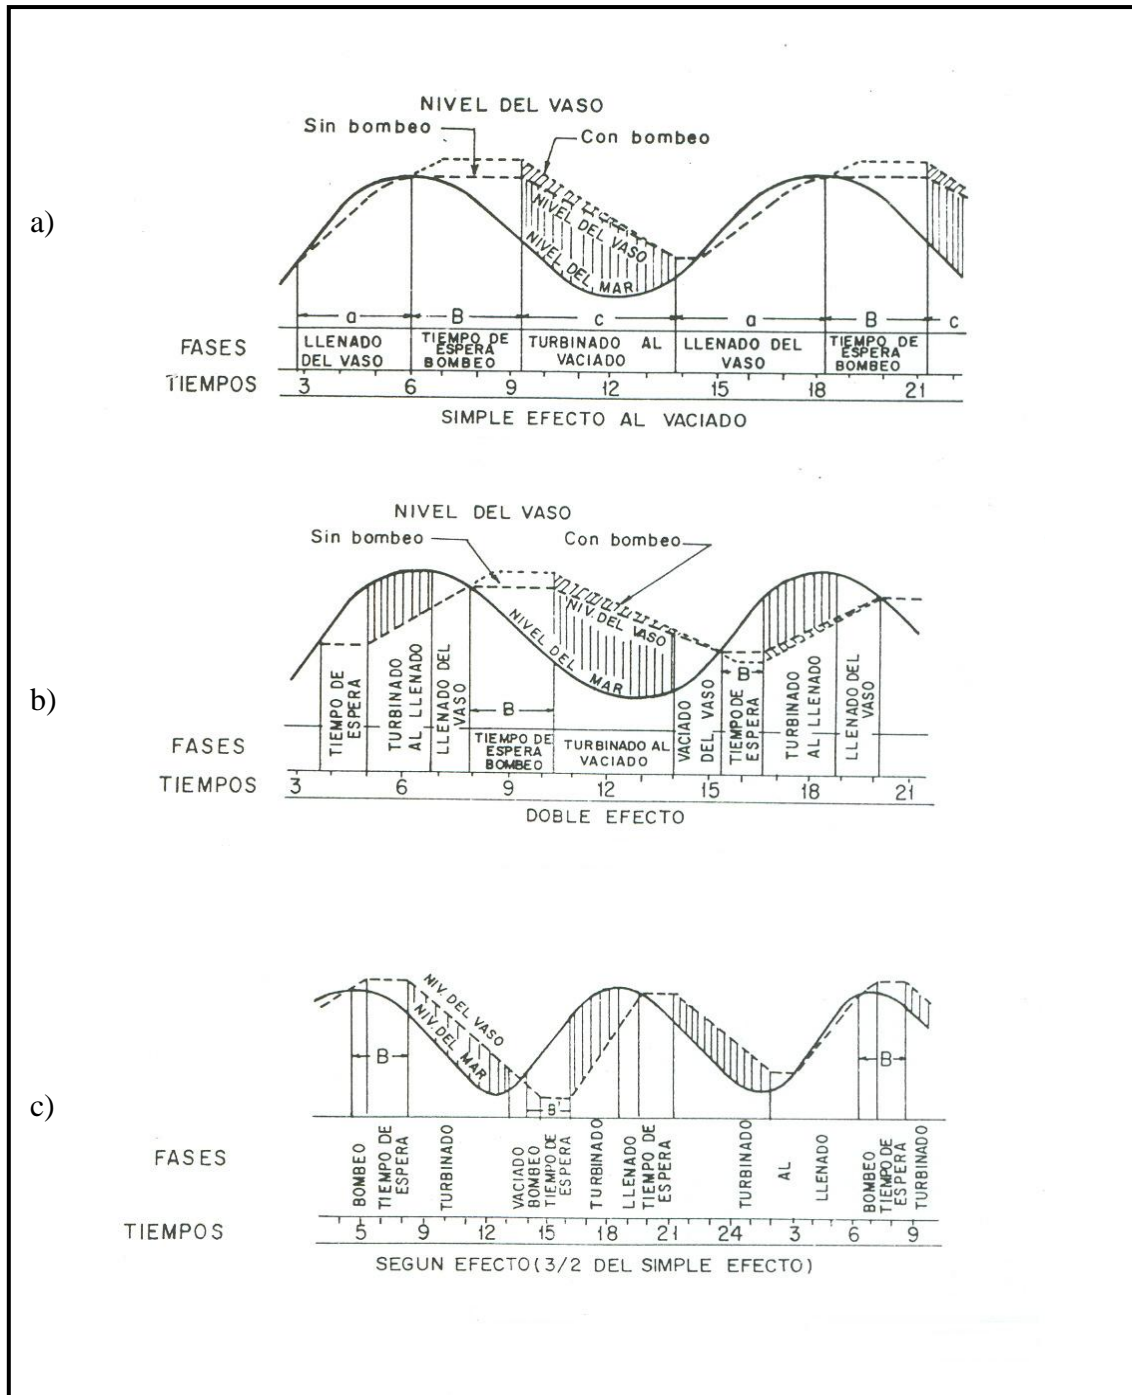 a)
NIVEL DEL VASO
Sin bombeo
Con bombeo
NIVEL DEL VASO
NIVEL DEL MAR
a
B
c
a
B
c
FASES
LLENADO DEL VASO
TIEMPO DE ESPERA BOMBEO
TURBINADO AL VACIADO
LLENADO DEL VASO
TIEMPO DE ESPERA BOMBEO
TIEMPOS
3 6 9 12 15 18 21
SIMPLE EFECTO AL VACIADO
b)
NIVEL DEL VASO
Sin bombeo
Con bombeo
NIV. DEL VASO
NIVEL DEL MAR
B
B
FASES
TIEMPO DE ESPERA
TURBINADO AL LLENADO
LLENADO DEL VASO
TIEMPO DE ESPERA BOMBEO
TURBINADO AL VACIADO
VACIADO DEL VASO
TIEMPO DE ESPERA
TURBINADO AL LLENADO
LLENADO DEL VASO
TIEMPOS
3 6 9 12 15 18 21
DOBLE EFECTO
c)
NIV. DEL VASO
NIV. DEL MAR
B
B'
B
FASES
BOMBEO
TIEMPO DE ESPERA
TURBINADO
VACIADO
BOMBEO
TIEMPO DE ESPERA
TURBINADO
LLENADO
TIEMPO DE ESPERA
TURBINADO
AL
LLENADO
BOMBEO
TIEMPO DE ESPERA
TURBINADO
TIEMPOS
5 9 12 15 18 21 24 3 6 9
SEGUN EFECTO (3/2 DEL SIMPLE EFECTO)